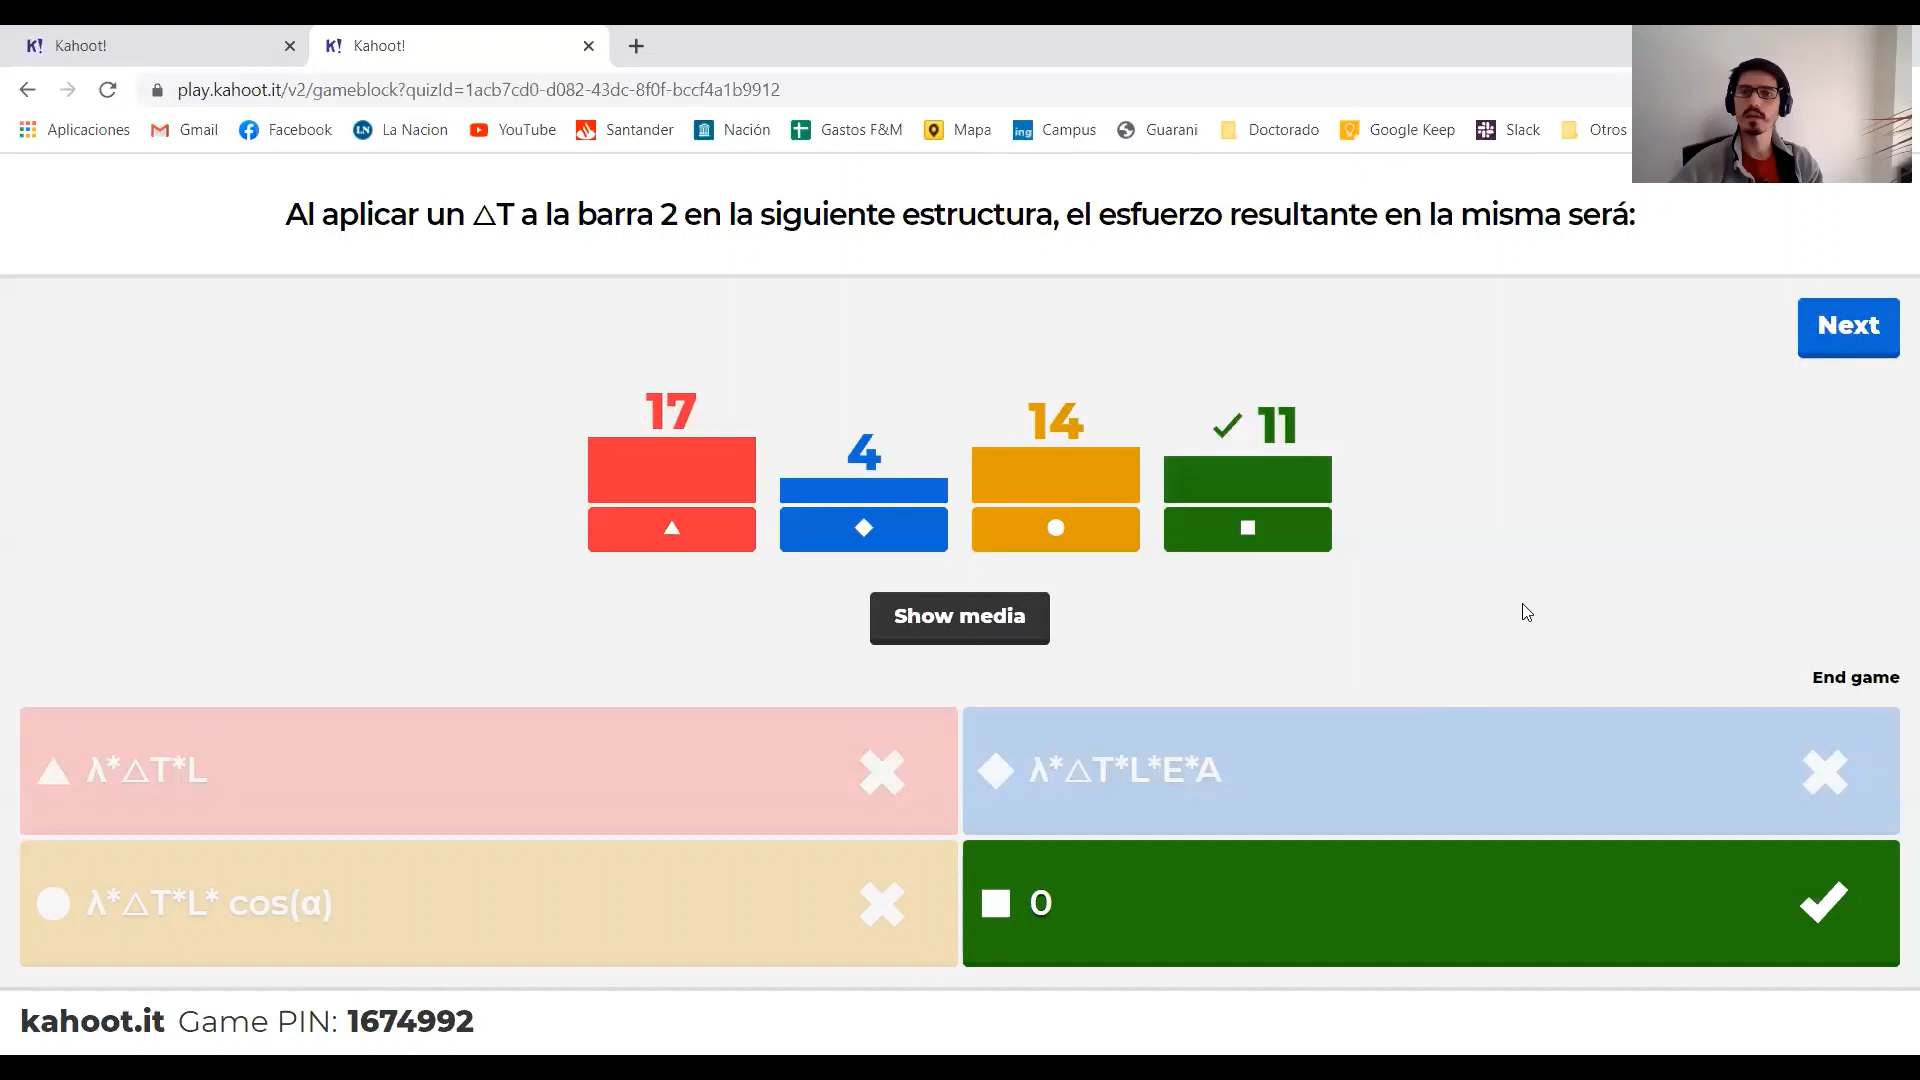 K! Kahoot!
K! Kahoot!
play.kahoot.it/v2/gameblock?quizId=1acb7cd0-d082-43dc-8f0f-bccf4a1b9912
Aplicaciones Gmail Facebook LN La Nacion YouTube Santander Nación Gastos F&M Mapa ing Campus Guarani Doctorado Google Keep Slack Otros
Al aplicar un △T a la barra 2 en la siguiente estructura, el esfuerzo resultante en la misma será:
Next
17
4
14
11
Show media
End game
λ*△T*L
λ*△T*L*E*A
λ*△T*L* cos(α)
0
kahoot.it Game PIN: 1674992